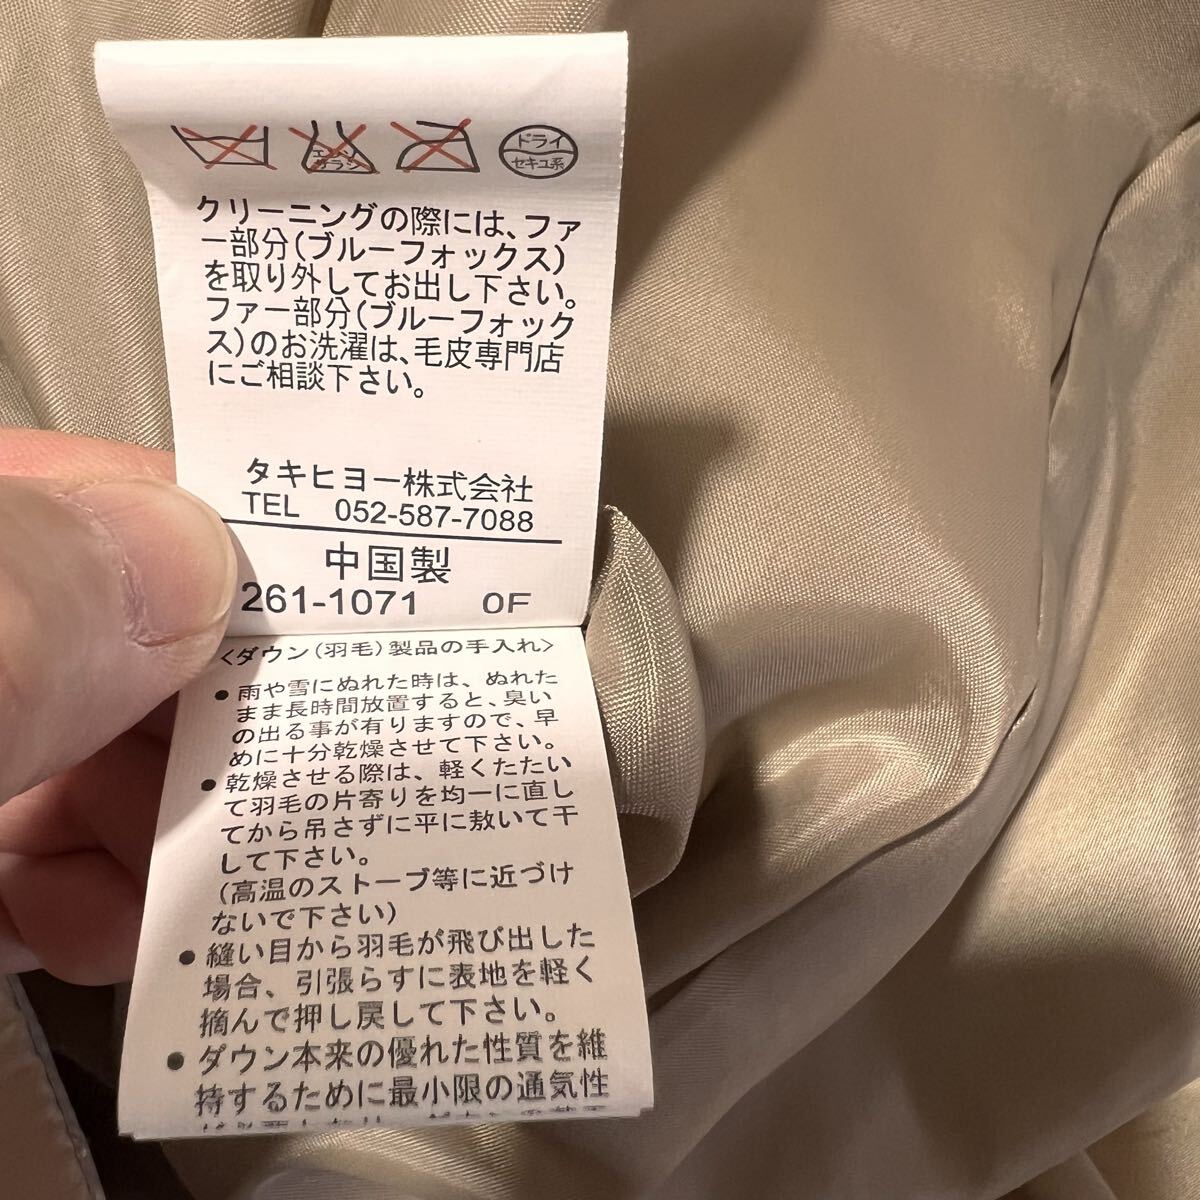 エンソ
サラシ
ドライ
セキユ系
クリーニングの際には、ファ
ー部分(ブルーフォックス)
を取り外してお出し下さい。
ファー部分(ブルーフォック
ス)のお洗濯は、毛皮専門店
にご相談下さい。
タキヒヨー株式会社
TEL 052-587-7088
中国製
261-1071 0F
<ダウン(羽毛)製品の手入れ>
●雨や雪にぬれた時は、ぬれた
まま長時間放置すると、臭い
の出る事が有りますので、早
めに十分乾燥させて下さい。
●乾燥させる際は、軽くたたい
て羽毛の片寄りを均一に直し
てから吊さずに平に敷いて干
して下さい。
(高温のストーブ等に近づけ
ないで下さい)
●縫い目から羽毛が飛び出した
場合、引張らずに表地を軽く
摘んで押し戻して下さい。
●ダウン本来の優れた性質を維
持するために最小限の通気性